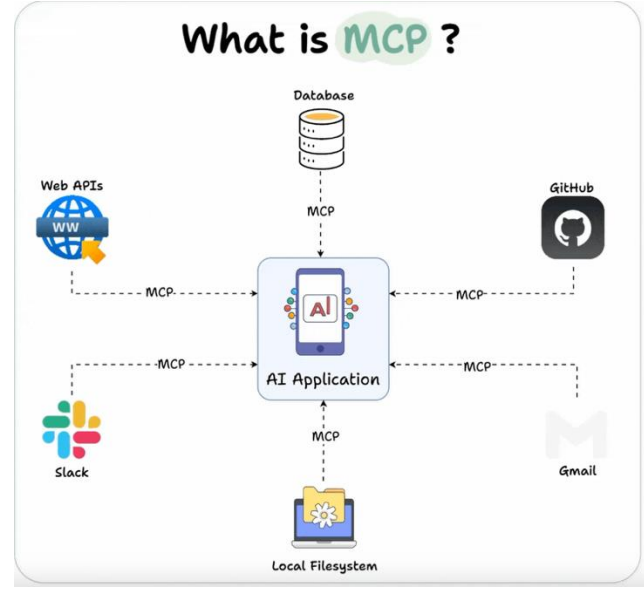 What is MCP ?
Database
Web APIs
WW
GitHub
MCP
MCP
MCP
AI
AI Application
MCP
MCP
Slack
MCP
Gmail
Local Filesystem